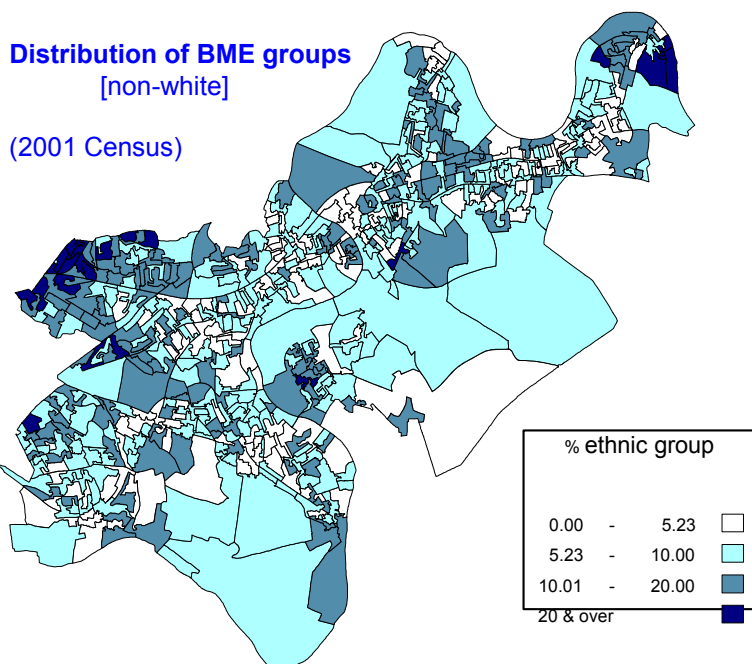 Distribution of BME groups
[non-white]
(2001 Census)
% ethnic group
0.00 - 5.23
5.23 - 10.00
10.01 - 20.00
20 & over